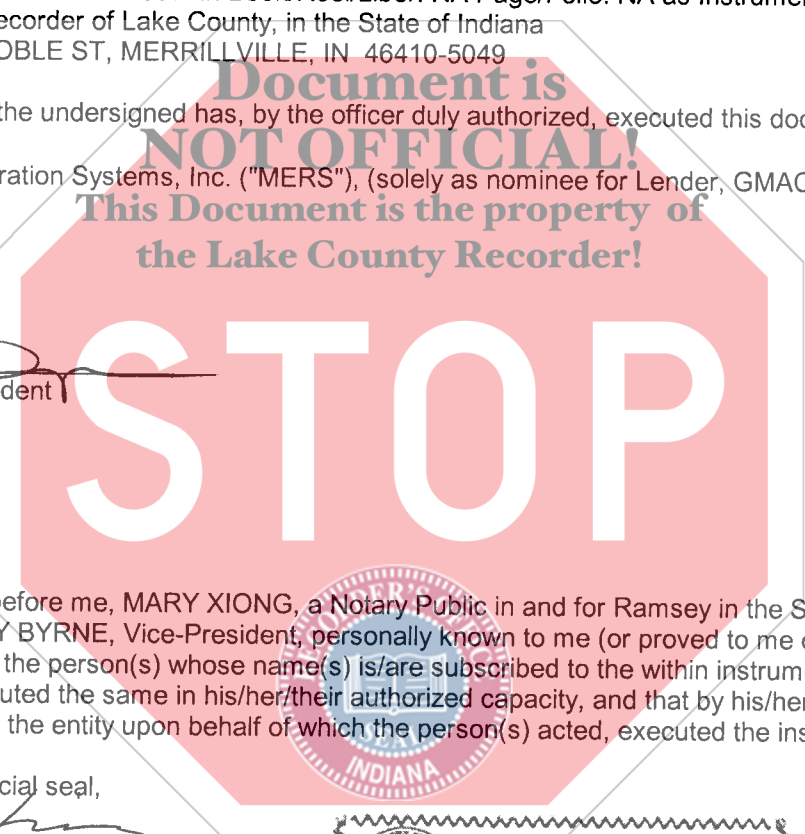 ecorder of Lake County, in the State of Indiana
OBLE ST, MERRILLVILLE, IN 46410-5049
Document is
the undersigned has, by the officer duly authorized, executed this doc
NOT OFFICIAL!
ration Systems, Inc. ("MERS"), (solely as nominee for Lender, GMAC
This Document is the property of
the Lake County Recorder!
STOP
dent
efore me, MARY XIONG, a Notary Public in and for Ramsey in the S
Y BYRNE, Vice-President, personally known to me (or proved to me o
the person(s) whose name(s) is/are subscribed to the within instrum
uted the same in his/her/their authorized capacity, and that by his/her
the entity upon behalf of which the person(s) acted, executed the ins
SEAL
INDIANA
cial seal,